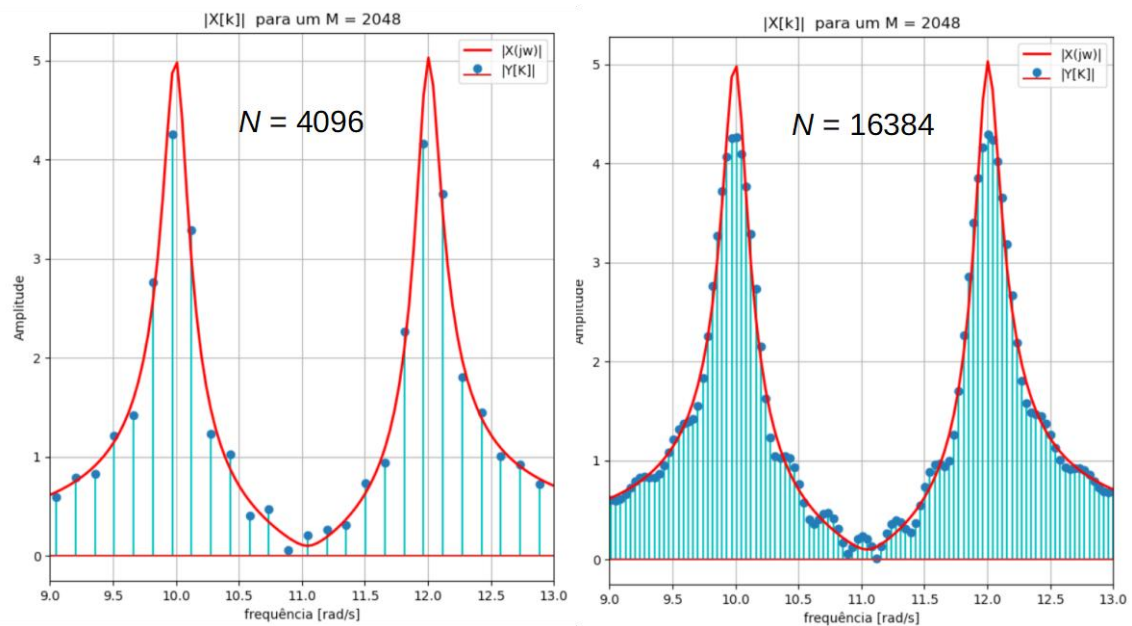 |X[k]|  para um M = 2048
|X(jw)|
|Y[K]|
N = 4096
Amplitude
5
4
3
2
1
0
9.0 9.5 10.0 10.5 11.0 11.5 12.0 12.5 13.0
frequência [rad/s]
|X[k]|  para um M = 2048
|X(jw)|
|Y[K]|
N = 16384
Amplitude
5
4
3
2
1
0
9.0 9.5 10.0 10.5 11.0 11.5 12.0 12.5 13.0
frequência [rad/s]